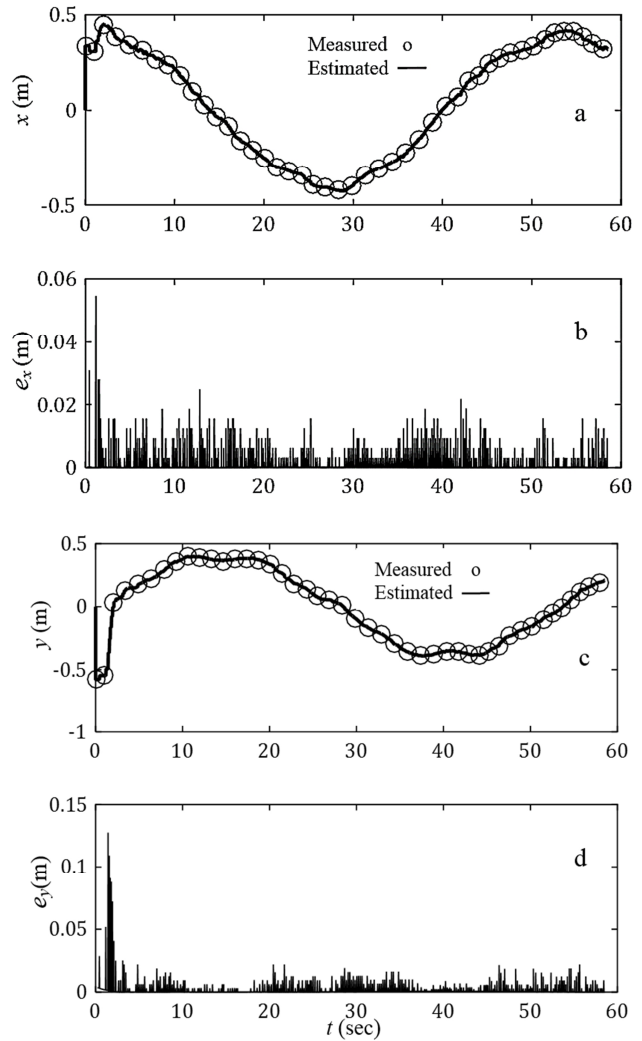 0.5
Measured o
Estimated
x (m)
0
a
-0.5
0 10 20 30 40 50 60
0.06
0.04
b
e_x (m)
0.02
0
0 10 20 30 40 50 60
0.5
Measured o
Estimated
0
y (m)
-0.5
c
-1
0 10 20 30 40 50 60
0.15
d
0.1
e_y(m)
0.05
0
0 10 20 30 40 50 60
t (sec)